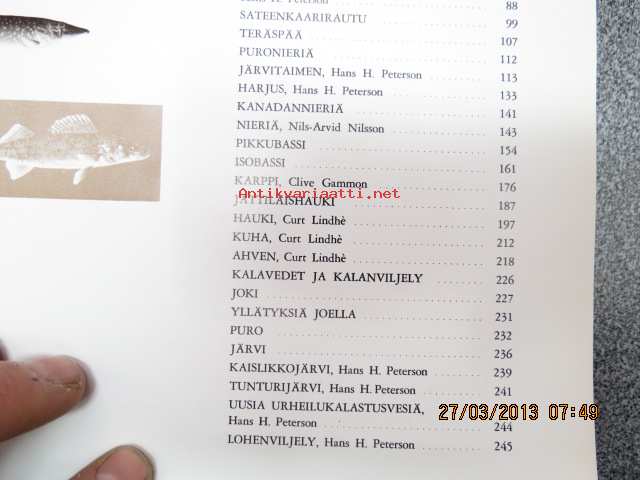 Hans H. Peterson 88
SATEENKAARIRAUTU 99
TERÄSPÄÄ 107
PURONIERIÄ 112
JÄRVITAIMEN, Hans H. Peterson 113
HARJUS, Hans H. Peterson 133
KANADANNIERIÄ 141
NIERIÄ, Nils-Arvid Nilsson 143
PIKKUBASSI 154
ISOBASSI 161
KARPPI, Clive Gammon 176
Antikvariaatti.net
JÄTTILÄISHAUKI 187
HAUKI, Curt Lindhè 197
KUHA, Curt Lindhè 212
AHVEN, Curt Lindhè 218
KALAVEDET JA KALANVILJELY 226
JOKI 227
YLLÄTYKSIÄ JOELLA 231
PURO 232
JÄRVI 236
KAISLIKKOJÄRVI, Hans H. Peterson 239
TUNTURIJÄRVI, Hans H. Peterson 241
UUSIA URHEILUKALASTUSVESIÄ,
Hans H. Peterson 244
LOHENVILJELY, Hans H. Peterson 245
27/03/2013 07:49